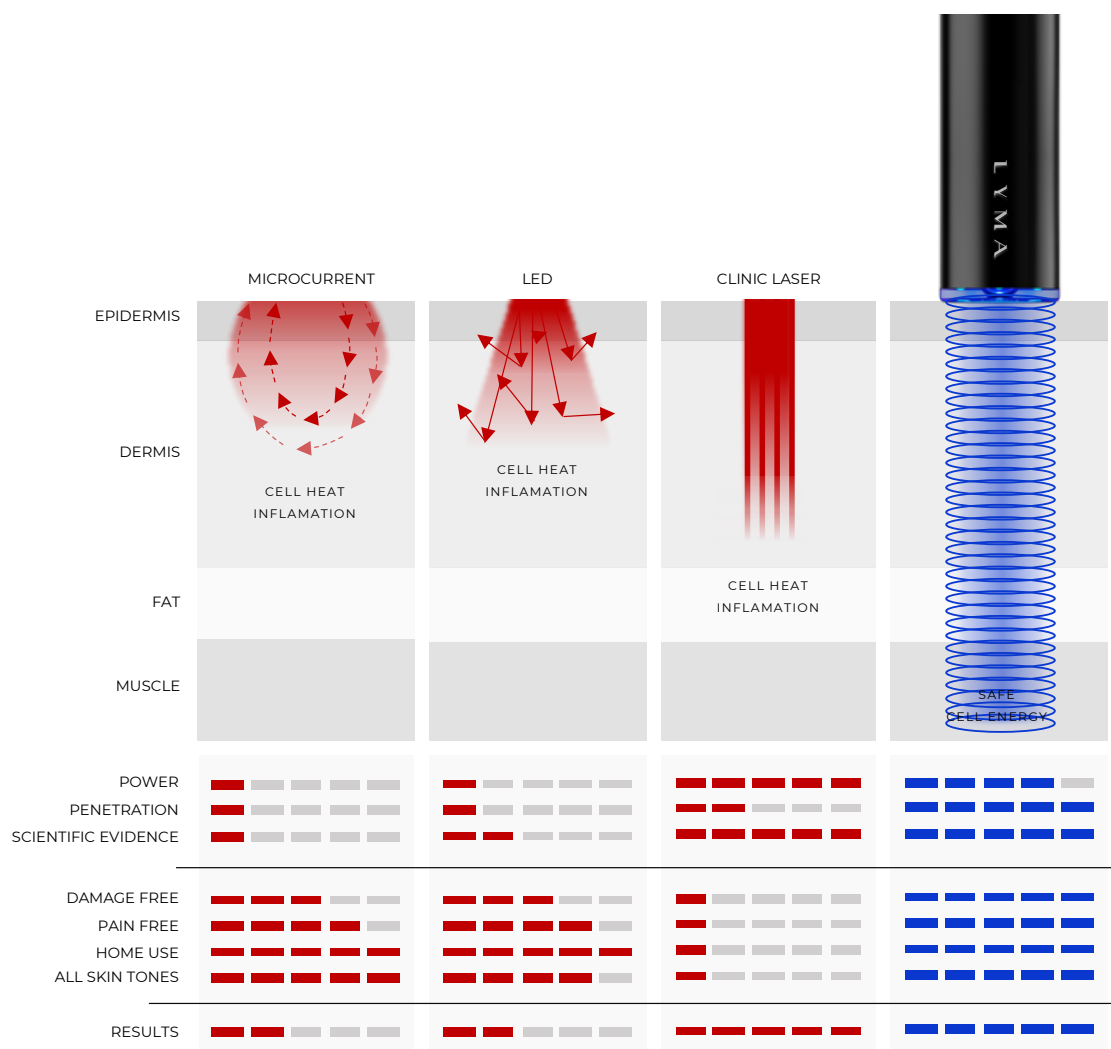 LYMA
MICROCURRENT
LED
CLINIC LASER
EPIDERMIS
DERMIS
CELL HEAT
INFLAMATION
CELL HEAT
INFLAMATION
FAT
CELL HEAT
INFLAMATION
MUSCLE
SAFE
CELL ENERGY
POWER
PENETRATION
SCIENTIFIC EVIDENCE
DAMAGE FREE
PAIN FREE
HOME USE
ALL SKIN TONES
RESULTS